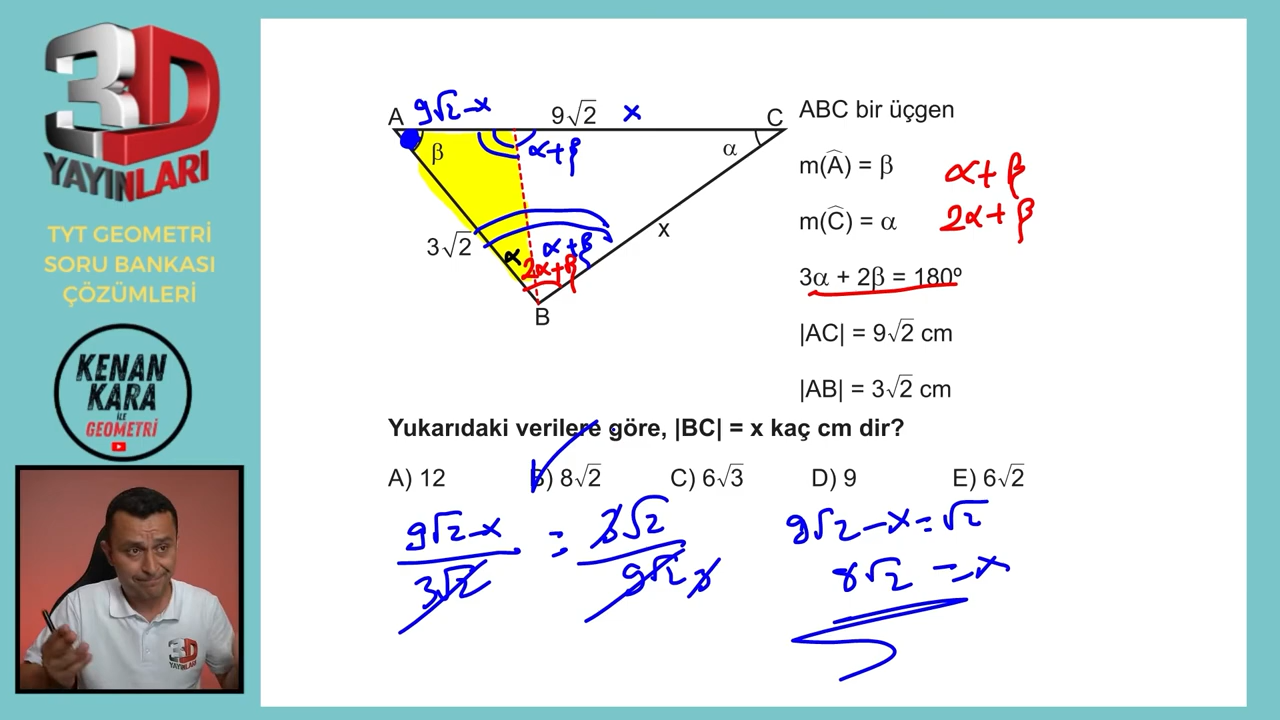 3D
YAYINLARI
TYT GEOMETRİ
SORU BANKASI
ÇÖZÜMLERİ
KENAN
KARA
İLE
GEOMETRİ
3D
YAYINLARI
A 9√2-x 9√2 x C
β α+β α
3√2 x
α α+β
2α+β
B
ABC bir üçgen
m(Â) = β α+β
m(Ĉ) = α 2α+β
3α + 2β = 180º
|AC| = 9√2 cm
|AB| = 3√2 cm
Yukarıdaki verilere göre, |BC| = x kaç cm dir?
A) 12 B) 8√2 C) 6√3 D) 9 E) 6√2
9√2-x = 3√2 9√2-x=√2
3√2 9√2 3 8√2 = x